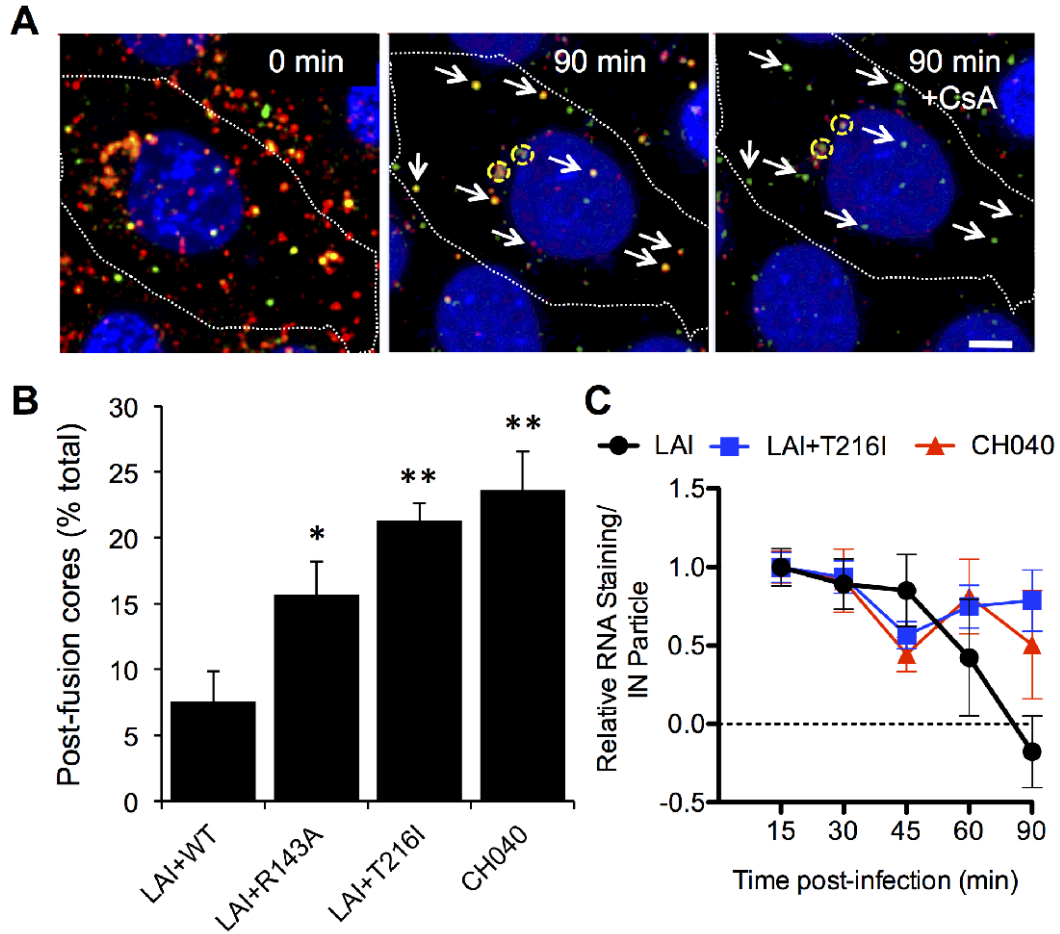 A
0 min
90 min
90 min
+CsA
B
Post-fusion cores (% total)
30
25
20
15
10
5
0
*
**
**
LAI+WT
LAI+R143A
LAI+T216I
CH040
C
LAI
LAI+T216I
CH040
Relative RNA Staining/
IN Particle
1.5
1.0
0.5
0.0
-0.5
15 30 45 60 90
Time post-infection (min)